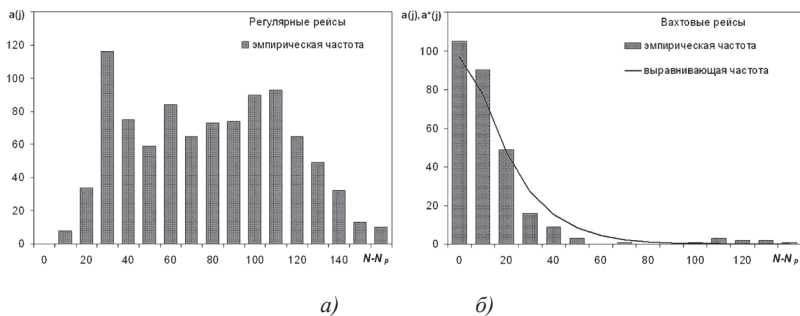 a(j)
Регулярные рейсы
эмпирическая частота
120
100
80
60
40
20
0
0 20 40 60 80 100 120 140 N-Np
а)
a(j),a*(j)
Вахтовые рейсы
эмпирическая частота
выравнивающая частота
100
80
60
40
20
0
0 20 40 60 80 100 120 N-Np
б)